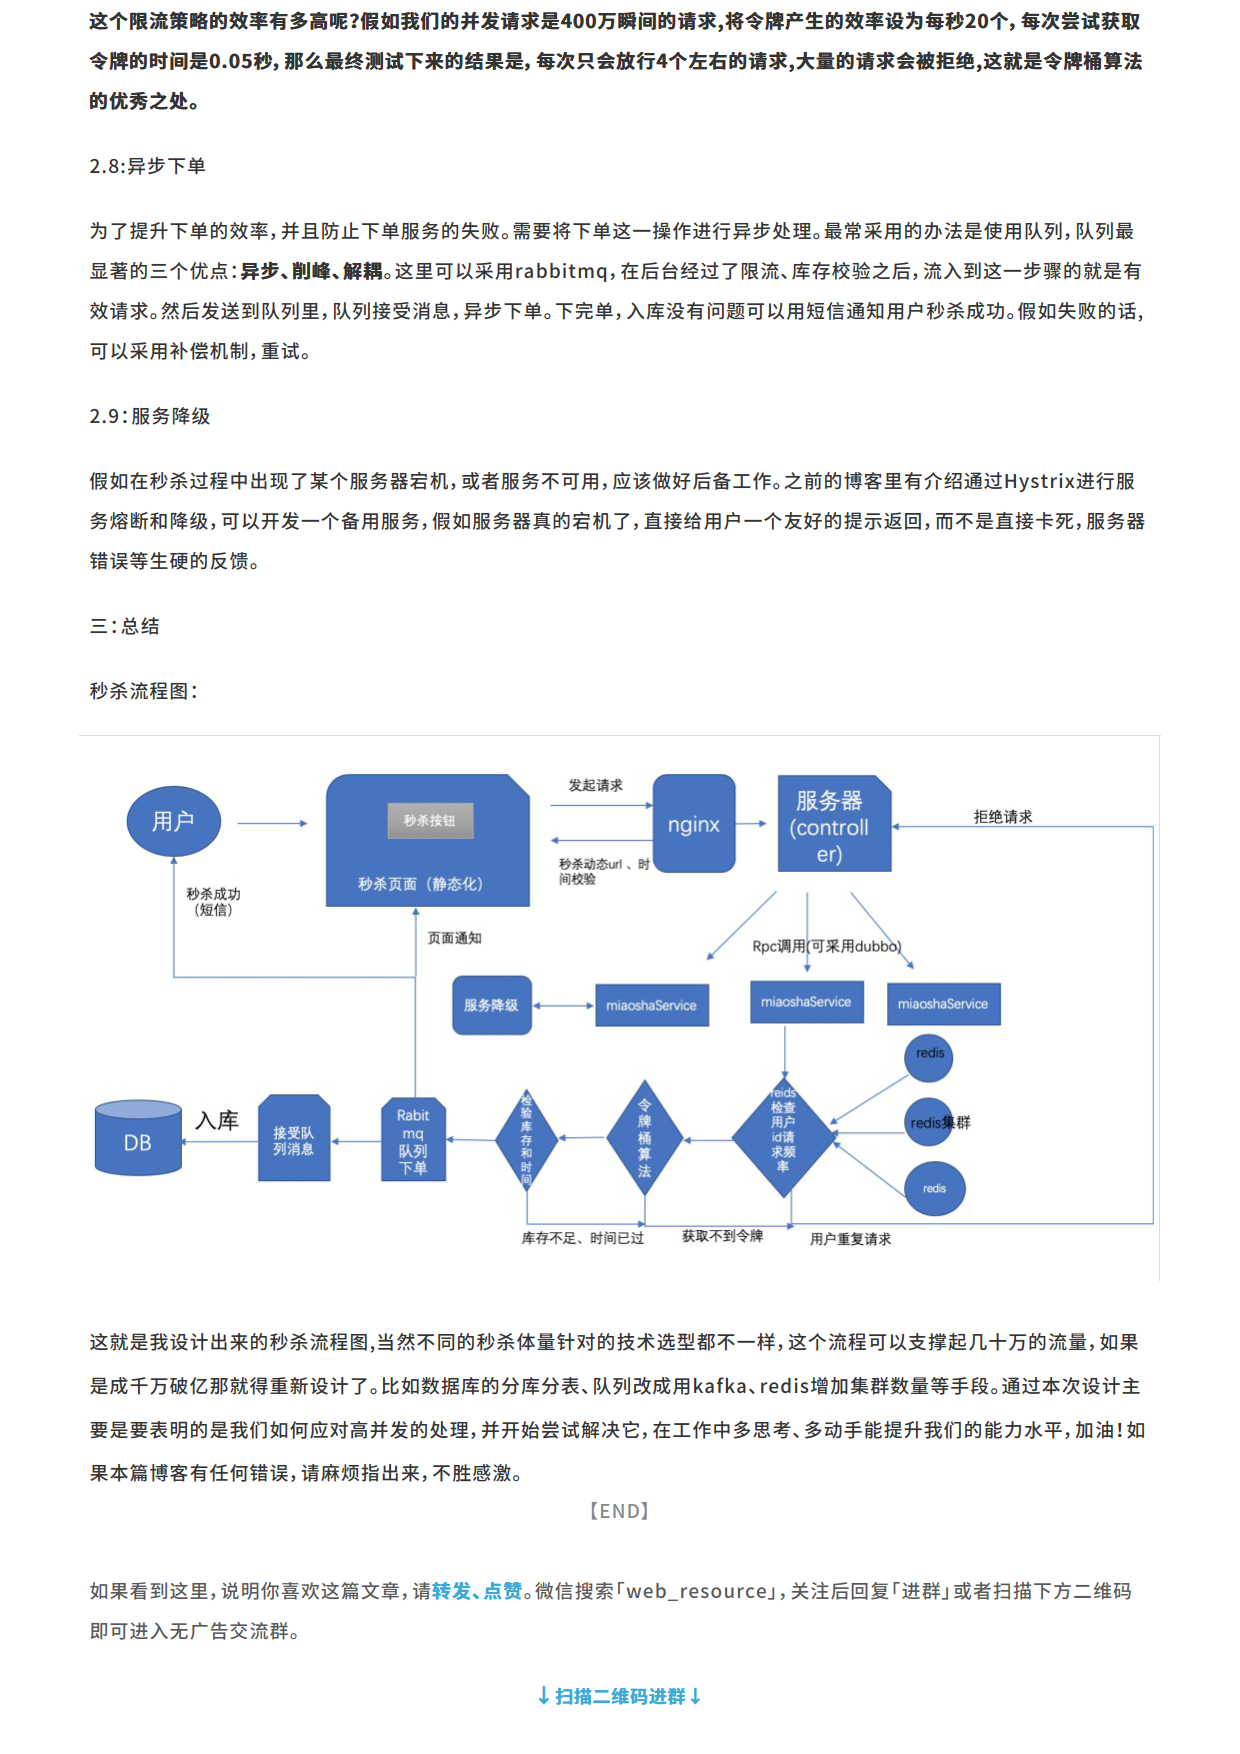 这个限流策略的效率有多高呢?假如我们的并发请求是400万瞬间的请求,将令牌产生的效率设为每秒20个，每次尝试获取
令牌的时间是0.05秒，那么最终测试下来的结果是，每次只会放行4个左右的请求,大量的请求会被拒绝,这就是令牌桶算法
的优秀之处。
2.8:异步下单
为了提升下单的效率，并且防止下单服务的失败。需要将下单这一操作进行异步处理。最常采用的办法是使用队列，队列最
显著的三个优点：异步、削峰、解耦。这里可以采用rabbitmq，在后台经过了限流、库存校验之后，流入到这一步骤的就是有
效请求。然后发送到队列里，队列接受消息，异步下单。下完单，入库没有问题可以用短信通知用户秒杀成功。假如失败的话,
可以采用补偿机制，重试。
2.9：服务降级
假如在秒杀过程中出现了某个服务器宕机，或者服务不可用，应该做好后备工作。之前的博客里有介绍通过Hystrix进行服
务熔断和降级，可以开发一个备用服务，假如服务器真的宕机了，直接给用户一个友好的提示返回，而不是直接卡死，服务器
错误等生硬的反馈。
三：总结
秒杀流程图：
用户
秒杀按钮
秒杀页面（静态化）
发起请求
秒杀动态url 、时
间校验
nginx
服务器
(controll
er)
拒绝请求
秒杀成功
（短信）
页面通知
Rpc调用(可采用dubbo)
服务降级
miaoshaService
miaoshaService
miaoshaService
redis
redis集群
redis
DB
入库
接受队
列消息
Rabit
mq
队列
下单
检
验
库
存
和
时
间
令
牌
桶
算
法
reids
检查
用户
id请
求频
率
库存不足、时间已过
获取不到令牌
用户重复请求
这就是我设计出来的秒杀流程图,当然不同的秒杀体量针对的技术选型都不一样，这个流程可以支撑起几十万的流量，如果
是成千万破亿那就得重新设计了。比如数据库的分库分表、队列改成用kafka、redis增加集群数量等手段。通过本次设计主
要是要表明的是我们如何应对高并发的处理，并开始尝试解决它，在工作中多思考、多动手能提升我们的能力水平，加油！如
果本篇博客有任何错误，请麻烦指出来，不胜感激。
【END】
如果看到这里，说明你喜欢这篇文章，请转发、点赞。微信搜索「web_resource」，关注后回复「进群」或者扫描下方二维码
即可进入无广告交流群。
↓扫描二维码进群↓